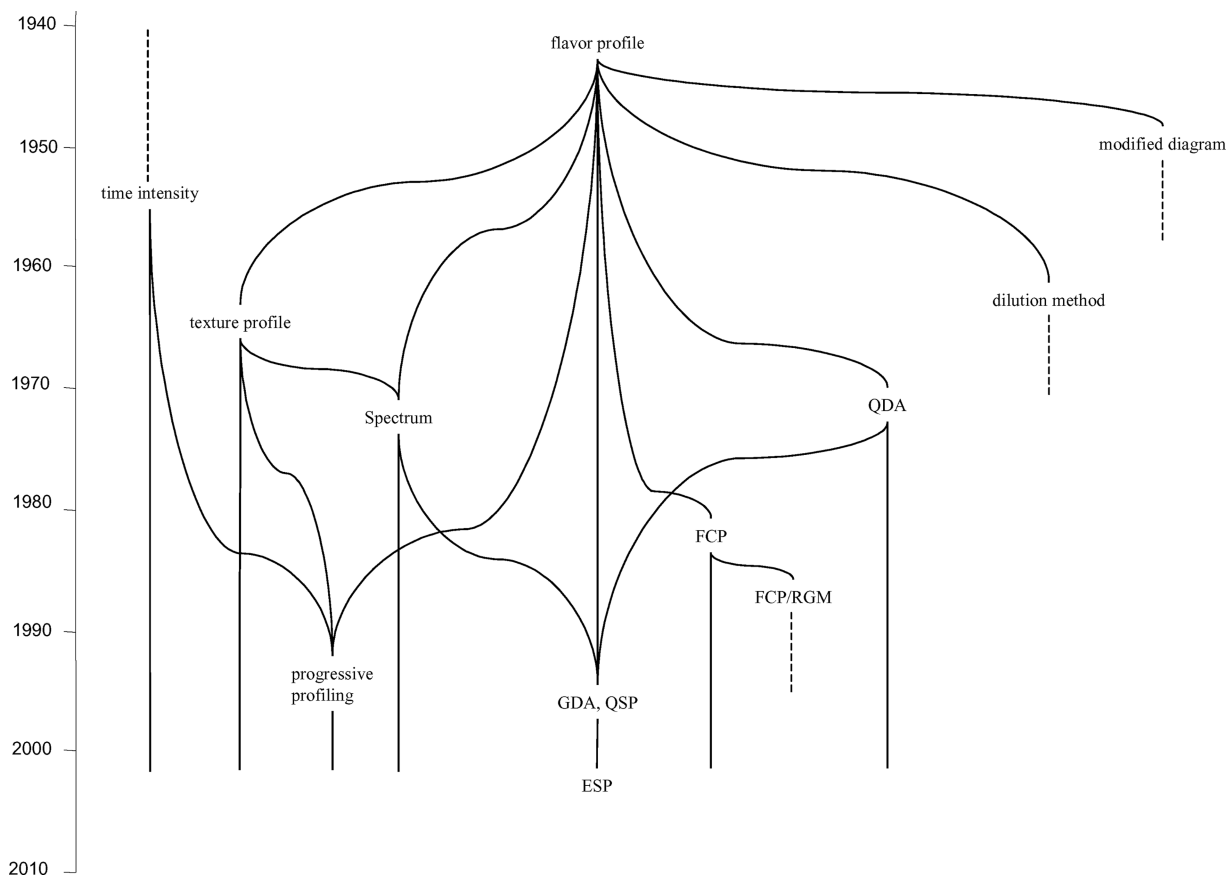 1940
flavor profile
modified diagram
1950
time intensity
1960
dilution method
texture profile
1970
QDA
Spectrum
1980
FCP
FCP/RGM
1990
progressive
profiling
GDA, QSP
2000
ESP
2010